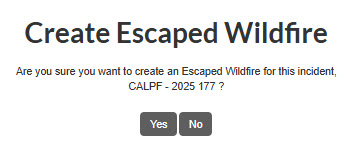 Create Escaped Wildfire
Are you sure you want to create an Escaped Wildfire for this incident,
CALPF - 2025 177 ?
Yes No